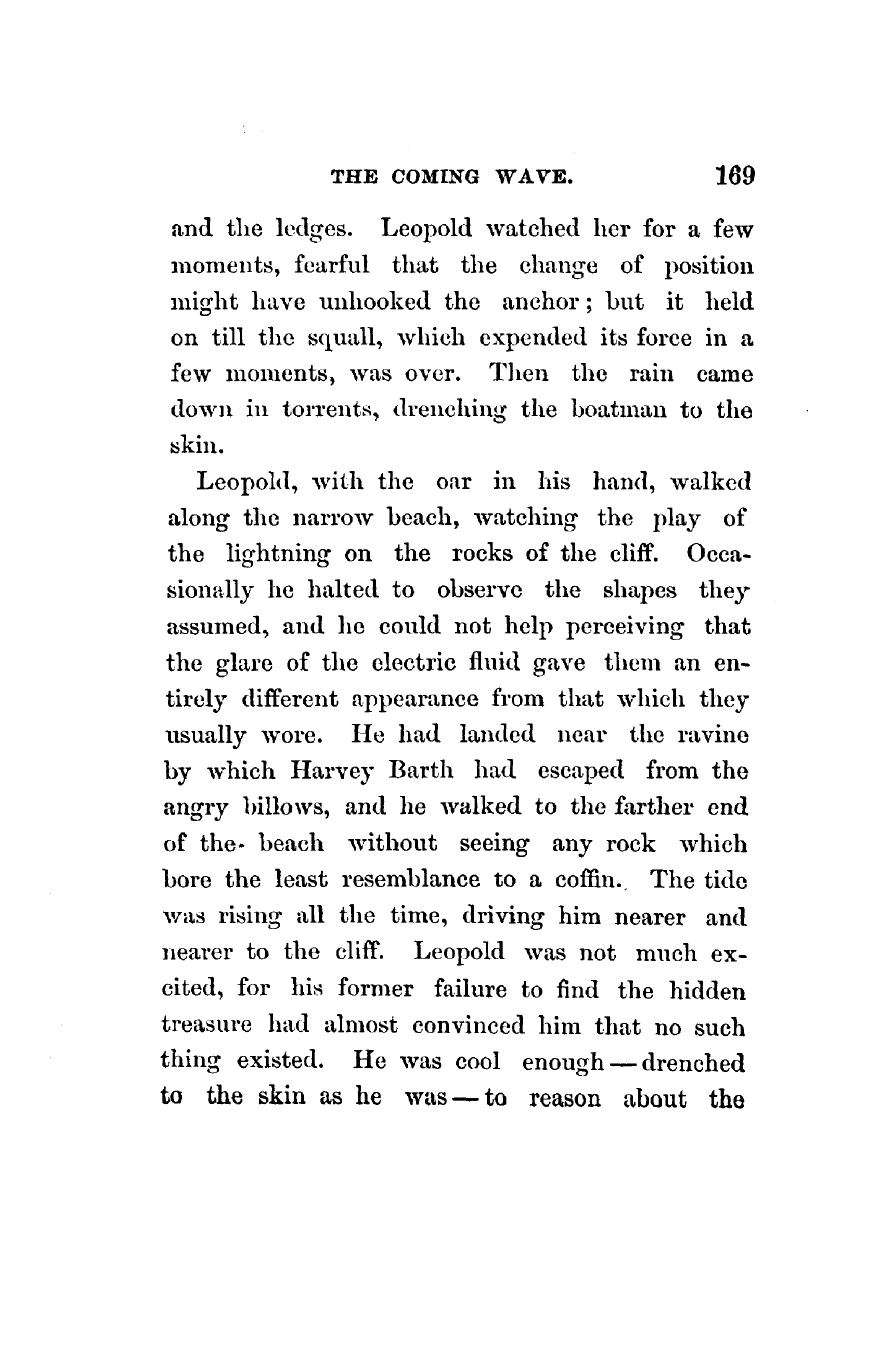 THE COMING WAVE. 169
and the ledges. Leopold watched her for a few
moments, fearful that the change of position
might have unhooked the anchor; but it held
on till the squall, which expended its force in a
few moments, was over. Then the rain came
down in torrents, drenching the boatman to the
skin.
Leopold, with the oar in his hand, walked
along the narrow beach, watching the play of
the lightning on the rocks of the cliff. Occa-
sionally he halted to observe the shapes they
assumed, and he could not help perceiving that
the glare of the electric fluid gave them an en-
tirely different appearance from that which they
usually wore. He had landed near the ravine
by which Harvey Barth had escaped from the
angry billows, and he walked to the farther end
of the beach without seeing any rock which
bore the least resemblance to a coffin. The tide
was rising all the time, driving him nearer and
nearer to the cliff. Leopold was not much ex-
cited, for his former failure to find the hidden
treasure had almost convinced him that no such
thing existed. He was cool enough — drenched
to the skin as he was — to reason about the